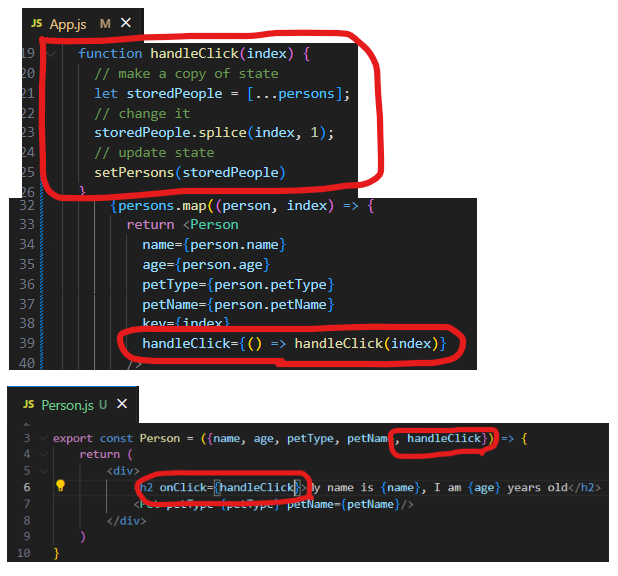 JS App.js M ×
19 function handleClick(index) {
20 // make a copy of state
21 let storedPeople = [...persons];
22 // change it
23 storedPeople.splice(index, 1);
24 // update state
25 setPersons(storedPeople)
26 }
32 {persons.map((person, index) => {
33 return <Person
34 name={person.name}
35 age={person.age}
36 petType={person.petType}
37 petName={person.petName}
38 key={index}
39 handleClick={() => handleClick(index)}
40 />
JS Person.js U ×
2
3 export const Person = ({name, age, petType, petName, handleClick}) => {
4 return (
5 <div>
6 <h2 onClick={handleClick}>My name is {name}, I am {age} years old</h2>
7 <Pet petType={petType} petName={petName}/>
8 </div>
9 )
10 }